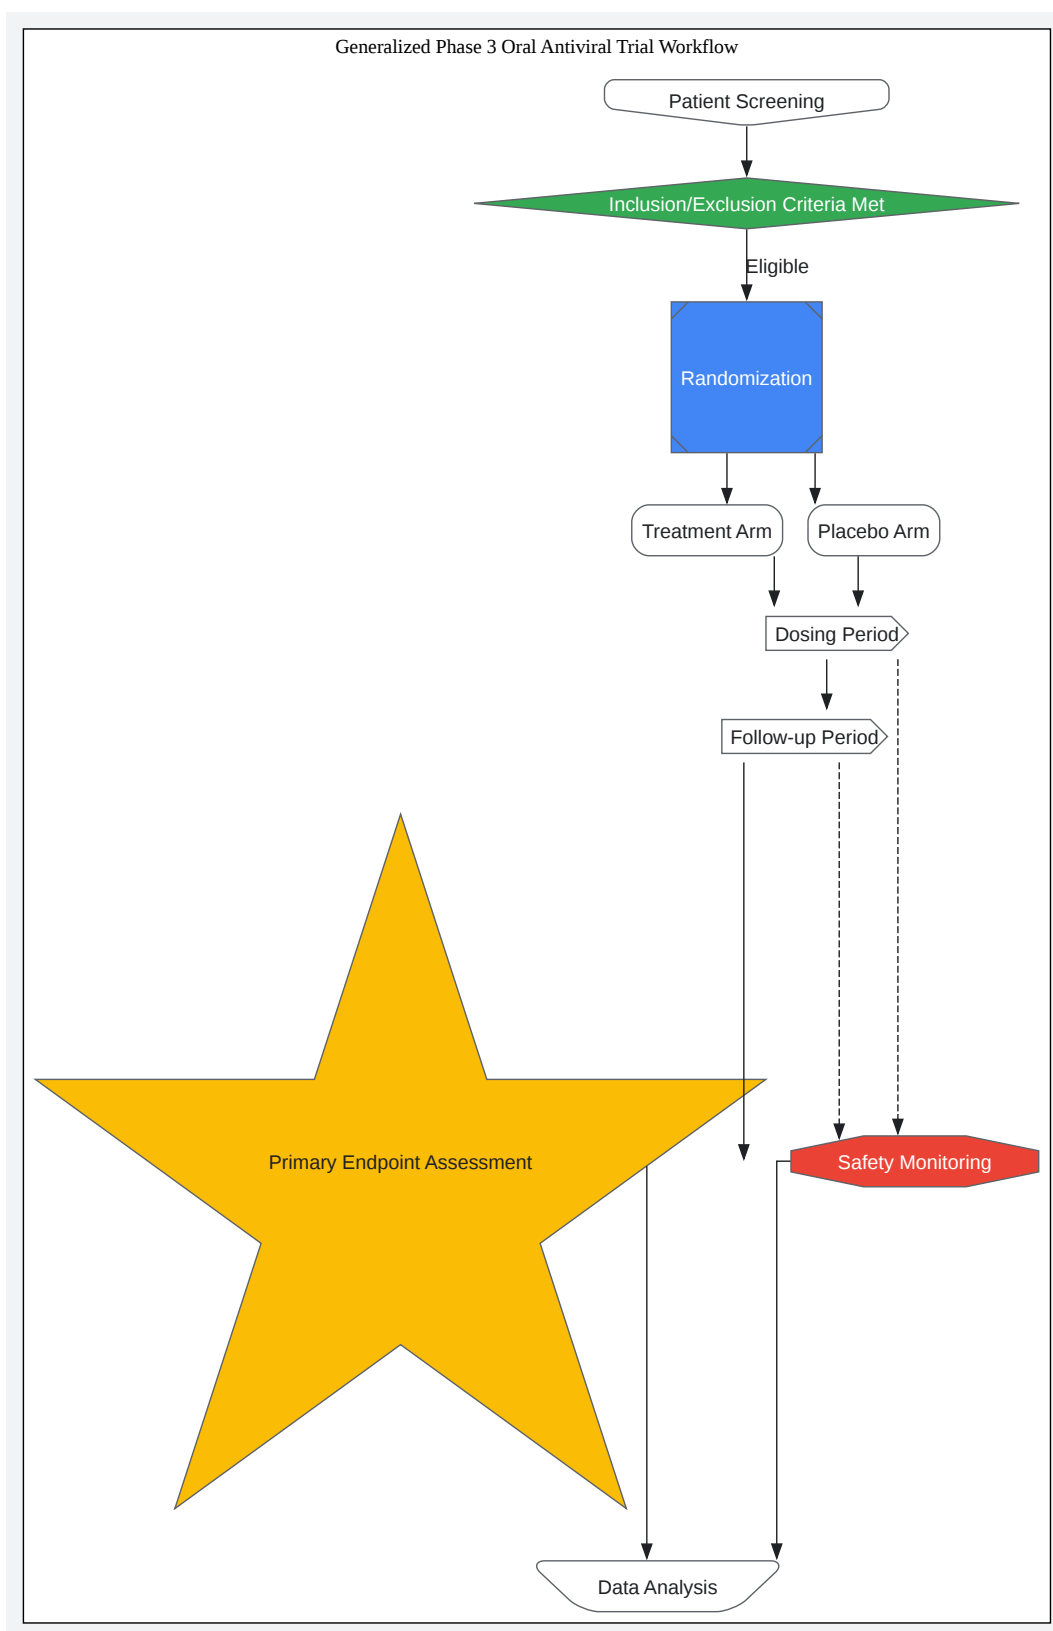 Generalized Phase 3 Oral Antiviral Trial Workflow
Patient Screening
Inclusion/Exclusion Criteria Met
Eligible
Randomization
Treatment Arm
Placebo Arm
Dosing Period
Follow-up Period
Primary Endpoint Assessment
Safety Monitoring
Data Analysis